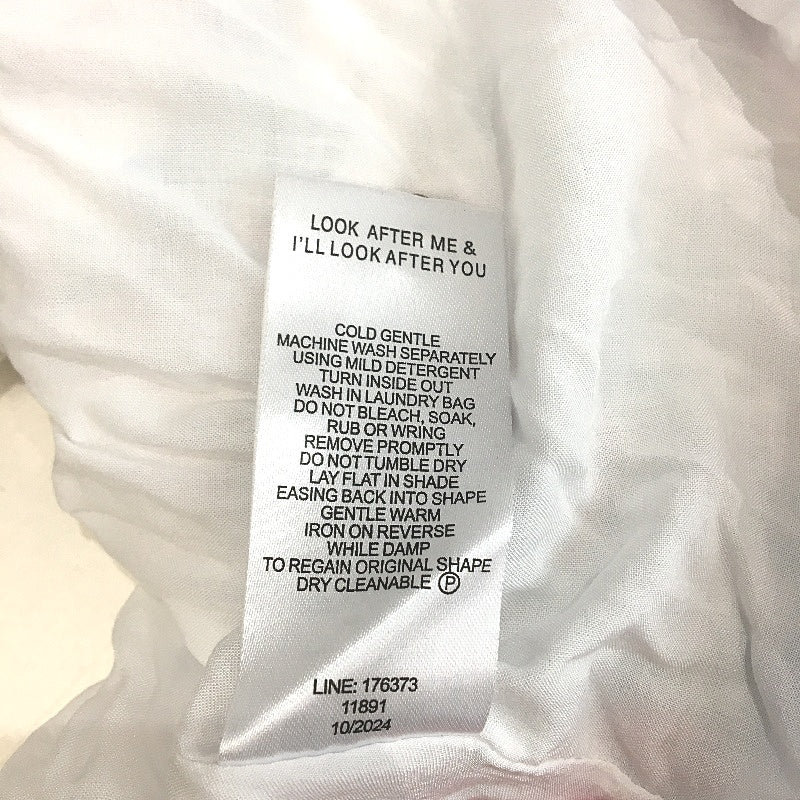 LOOK AFTER ME &
I'LL LOOK AFTER YOU
COLD GENTLE
MACHINE WASH SEPARATELY
USING MILD DETERGENT
TURN INSIDE OUT
WASH IN LAUNDRY BAG
DO NOT BLEACH, SOAK,
RUB OR WRING
REMOVE PROMPTLY
DO NOT TUMBLE DRY
LAY FLAT IN SHADE
EASING BACK INTO SHAPE
GENTLE WARM
IRON ON REVERSE
WHILE DAMP
TO REGAIN ORIGINAL SHAPE
DRY CLEANABLE Ⓟ
LINE: 176373
11891
10/2024